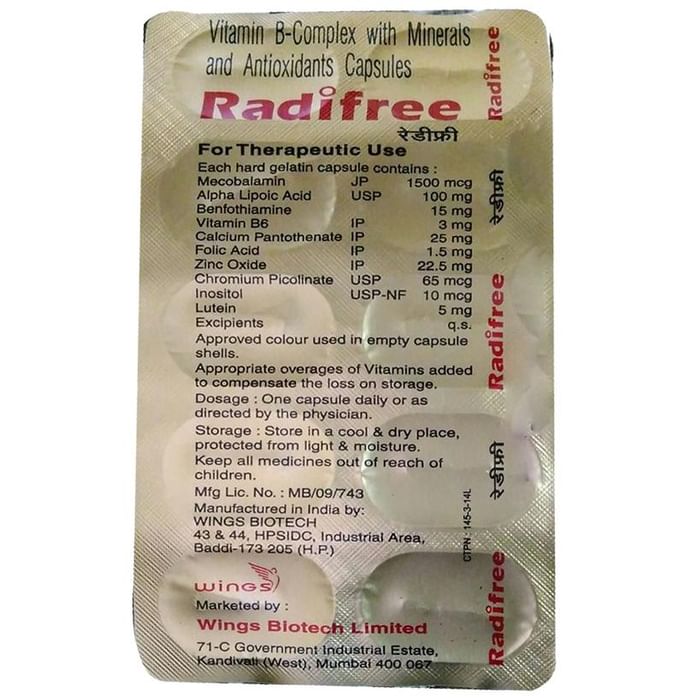 Vitamin B-Complex with Minerals
and Antioxidants Capsules
Radifree
रेडीफ्री
For Therapeutic Use
Each hard gelatin capsule contains :
Mecobalamin JP 1500 mcg
Alpha Lipoic Acid USP 100 mg
Benfothiamine 15 mg
Vitamin B6 IP 3 mg
Calcium Pantothenate IP 25 mg
Folic Acid IP 1.5 mg
Zinc Oxide IP 22.5 mg
Chromium Picolinate USP 65 mcg
Inositol USP-NF 10 mcg
Lutein 5 mg
Excipients q.s.
Approved colour used in empty capsule
shells.
Appropriate overages of Vitamins added
to compensate the loss on storage.
Dosage : One capsule daily or as
directed by the physician.
Storage : Store in a cool & dry place,
protected from light & moisture.
Keep all medicines out of reach of
children.
Mfg Lic. No. : MB/09/743
Manufactured in India by:
WINGS BIOTECH
43 & 44, HPSIDC, Industrial Area,
Baddi-173 205 (H.P.)
WINGS
Marketed by :
Wings Biotech Limited
71-C Government Industrial Estate,
Kandivali (West), Mumbai 400 067
CTPN : 145-3-14L
Radifree
रेडीफ्री
Radifree
रेडीफ्री
Radifree